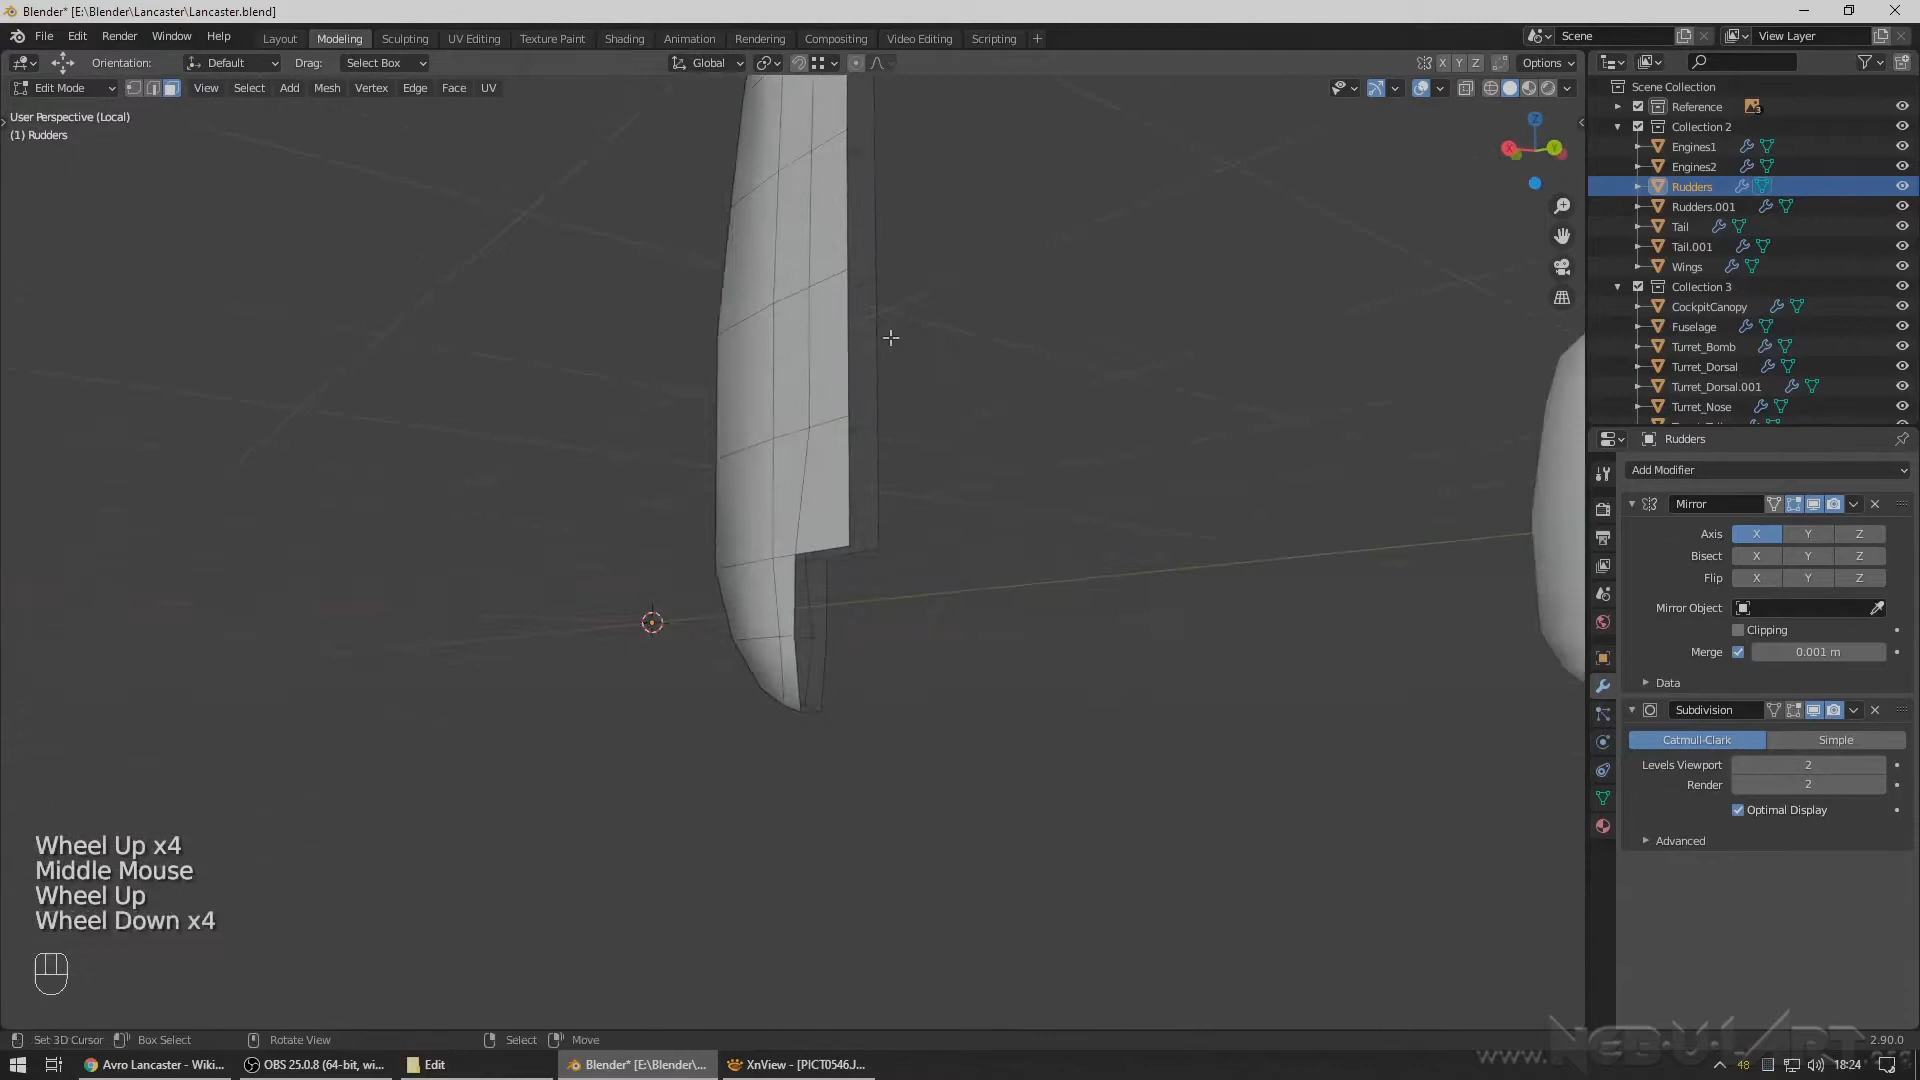 Blender* [E:\Blender\Lancaster\Lancaster.blend]
File Edit Render Window Help Layout Modeling Sculpting UV Editing Texture Paint Shading Animation Rendering Compositing Video Editing Scripting + Scene View Layer
Orientation: Default Drag: Select Box Global X Y Z Options
Edit Mode View Select Add Mesh Vertex Edge Face UV
User Perspective (Local)
(1) Rudders
X Y Z
Scene Collection
Reference 3
Collection 2
Engines1
Engines2
Rudders
Rudders.001
Tail
Tail.001
Wings
Collection 3
CockpitCanopy
Fuselage
Turret_Bomb
Turret_Dorsal
Turret_Dorsal.001
Turret_Nose
Rudders
Add Modifier
Mirror
Axis X Y Z
Bisect X Y Z
Flip X Y Z
Mirror Object
Clipping
Merge 0.001 m
Data
Subdivision
Catmull-Clark Simple
Levels Viewport 2
Render 2
Optimal Display
Advanced
Wheel Up x4
Middle Mouse
Wheel Up
Wheel Down x4
Set 3D Cursor Box Select Rotate View Select Move 2.90.0
Avro Lancaster - Wiki... OBS 25.0.8 (64-bit, wi... Edit Blender* [E:\Blender\... XnView - [PICT0546.J... 48 18:24